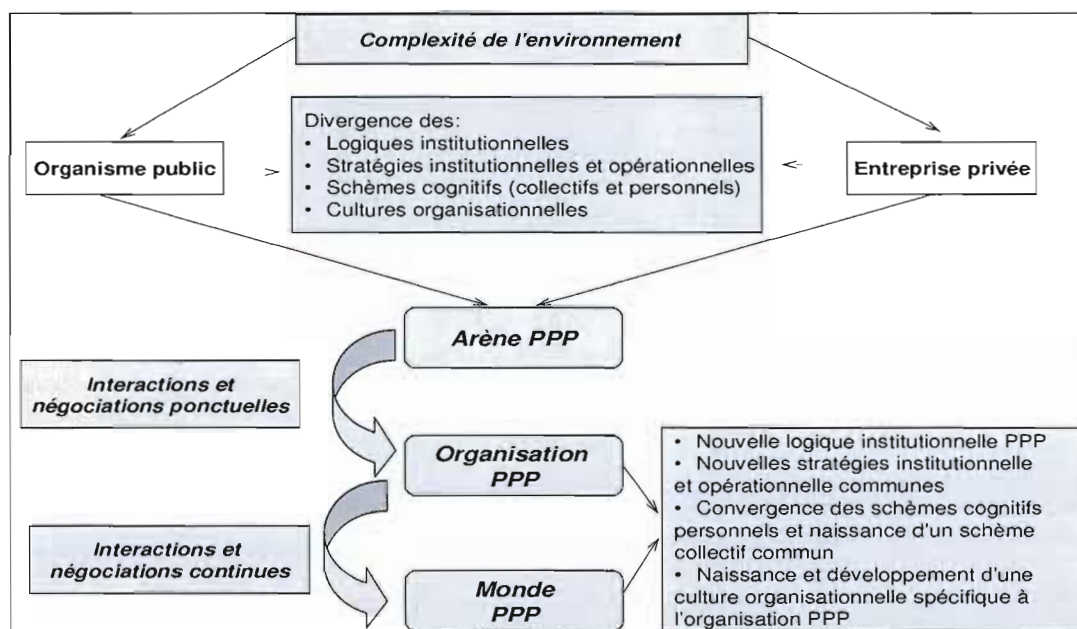 Complexité de l'environnement
Divergence des:
• Logiques institutionnelles
• Stratégies institutionnelles et opérationnelles
• Schèmes cognitifs (collectifs et personnels)
• Cultures organisationnelles
Organisme public
Entreprise privée
Arène PPP
Interactions et
négociations ponctuelles
Organisation
PPP
• Nouvelle logique institutionnelle PPP
• Nouvelles stratégies institutionnelle
et opérationnelle communes
• Convergence des schèmes cognitifs
personnels et naissance d'un schème
collectif commun
• Naissance et développement d'une
culture organisationnelle spécifique à
l'organisation PPP
Interactions et
négociations continues
Monde
PPP